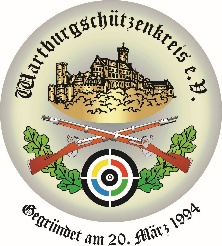 Wartburgschützenkreis e.V.
Gegründet am 20. März 1994